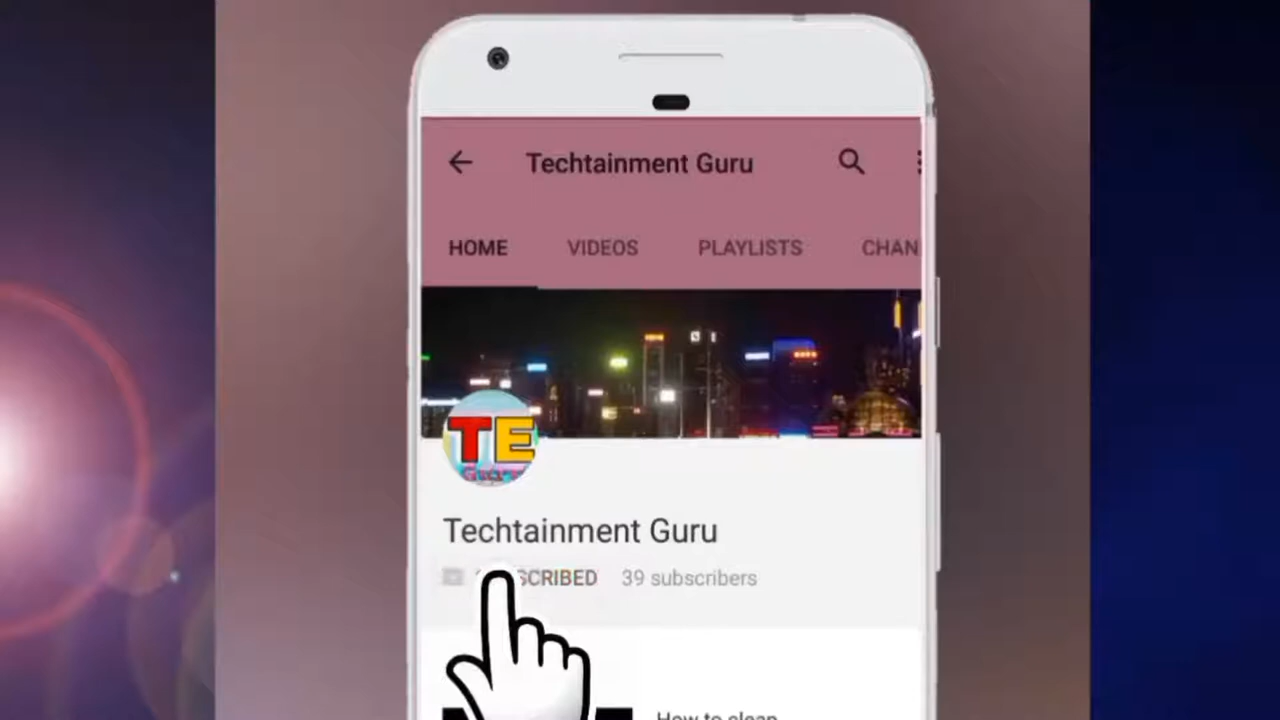 Techtainment Guru
HOME VIDEOS PLAYLISTS CHAN
TE
Techtainment Guru
SCRIBED 39 subscribers
How to clean